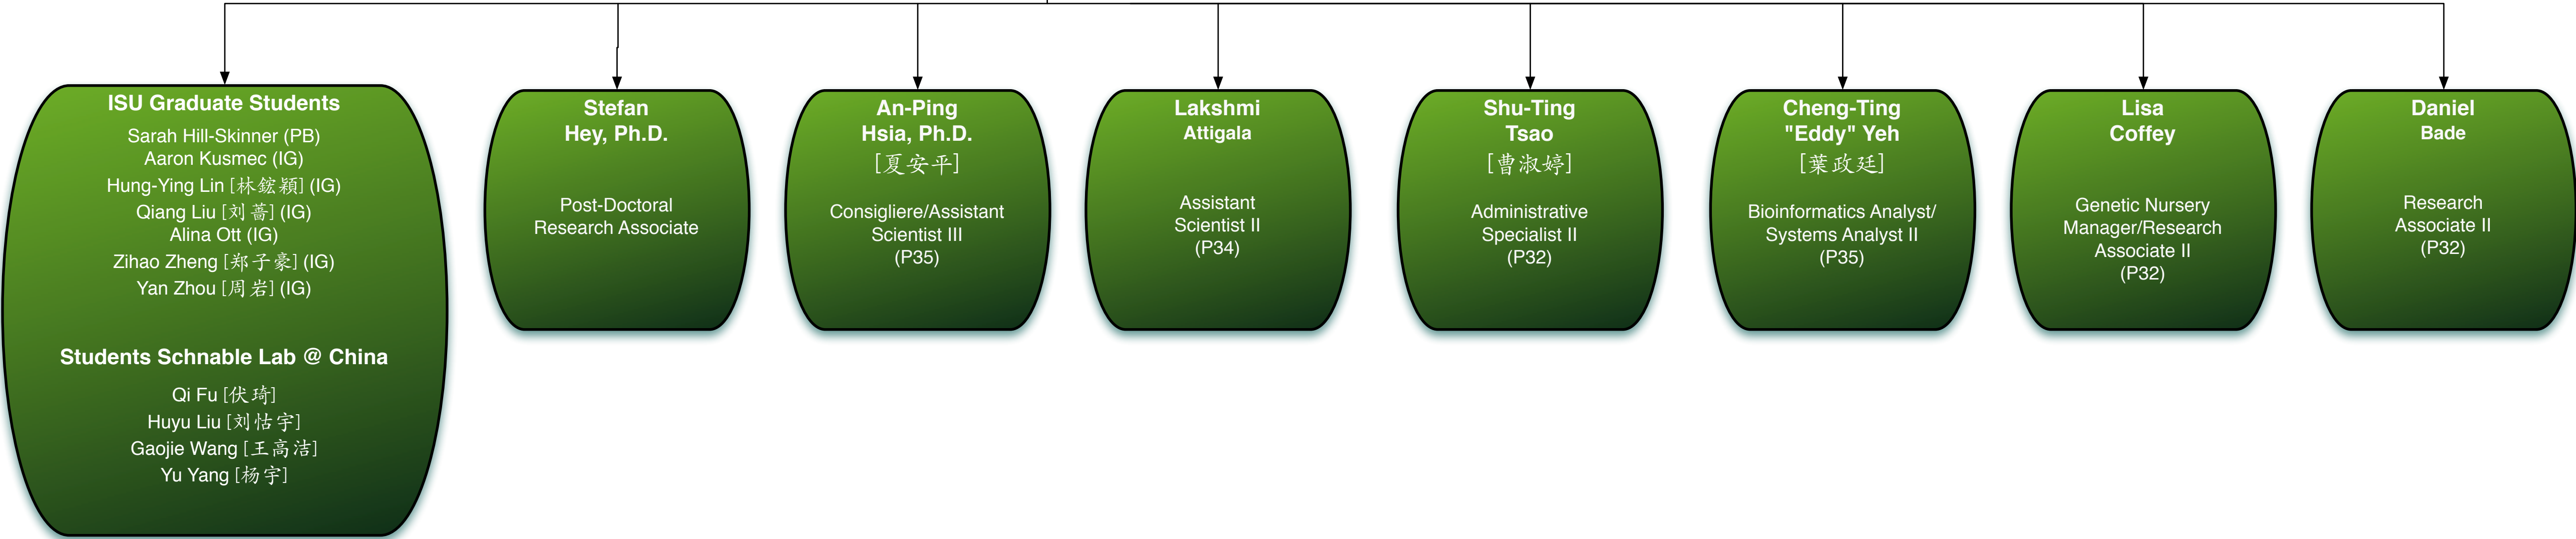 ISU Graduate Students
Sarah Hill-Skinner (PB)
Aaron Kusmec (IG)
Hung-Ying Lin [林鋐穎] (IG)
Qiang Liu [刘蔷] (IG)
Alina Ott (IG)
Zihao Zheng [郑子豪] (IG)
Yan Zhou [周岩] (IG)
Students Schnable Lab @ China
Qi Fu [伏琦]
Huyu Liu [刘怙宇]
Gaojie Wang [王高洁]
Yu Yang [杨宇]
Stefan
Hey, Ph.D.
Post-Doctoral
Research Associate
An-Ping
Hsia, Ph.D.
[夏安平]
Consigliere/Assistant
Scientist III
(P35)
Lakshmi
Attigala
Assistant
Scientist II
(P34)
Shu-Ting
Tsao
[曹淑婷]
Administrative
Specialist II
(P32)
Cheng-Ting
"Eddy" Yeh
[葉政廷]
Bioinformatics Analyst/
Systems Analyst II
(P35)
Lisa
Coffey
Genetic Nursery
Manager/Research
Associate II
(P32)
Daniel
Bade
Research
Associate II
(P32)